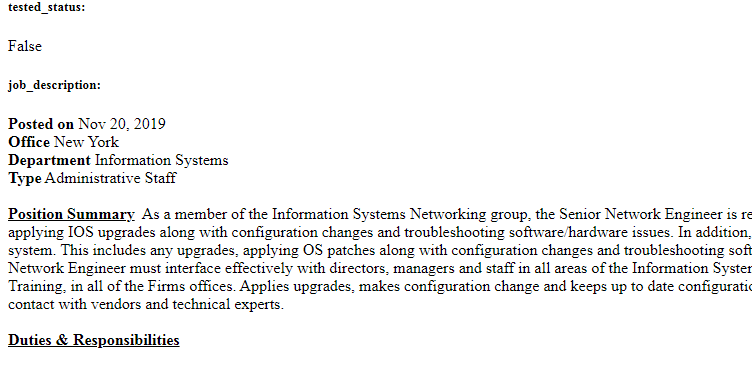 tested_status:
False
job_description:
Posted on Nov 20, 2019
Office New York
Department Information Systems
Type Administrative Staff
Position Summary  As a member of the Information Systems Networking group, the Senior Network Engineer is
applying IOS upgrades along with configuration changes and troubleshooting software/hardware issues. In addition,
system. This includes any upgrades, applying OS patches along with configuration changes and troubleshooting
Network Engineer must interface effectively with directors, managers and staff in all areas of the Information
Training, in all of the Firms offices. Applies upgrades, makes configuration change and keeps up to date
contact with vendors and technical experts.
Duties & Responsibilities